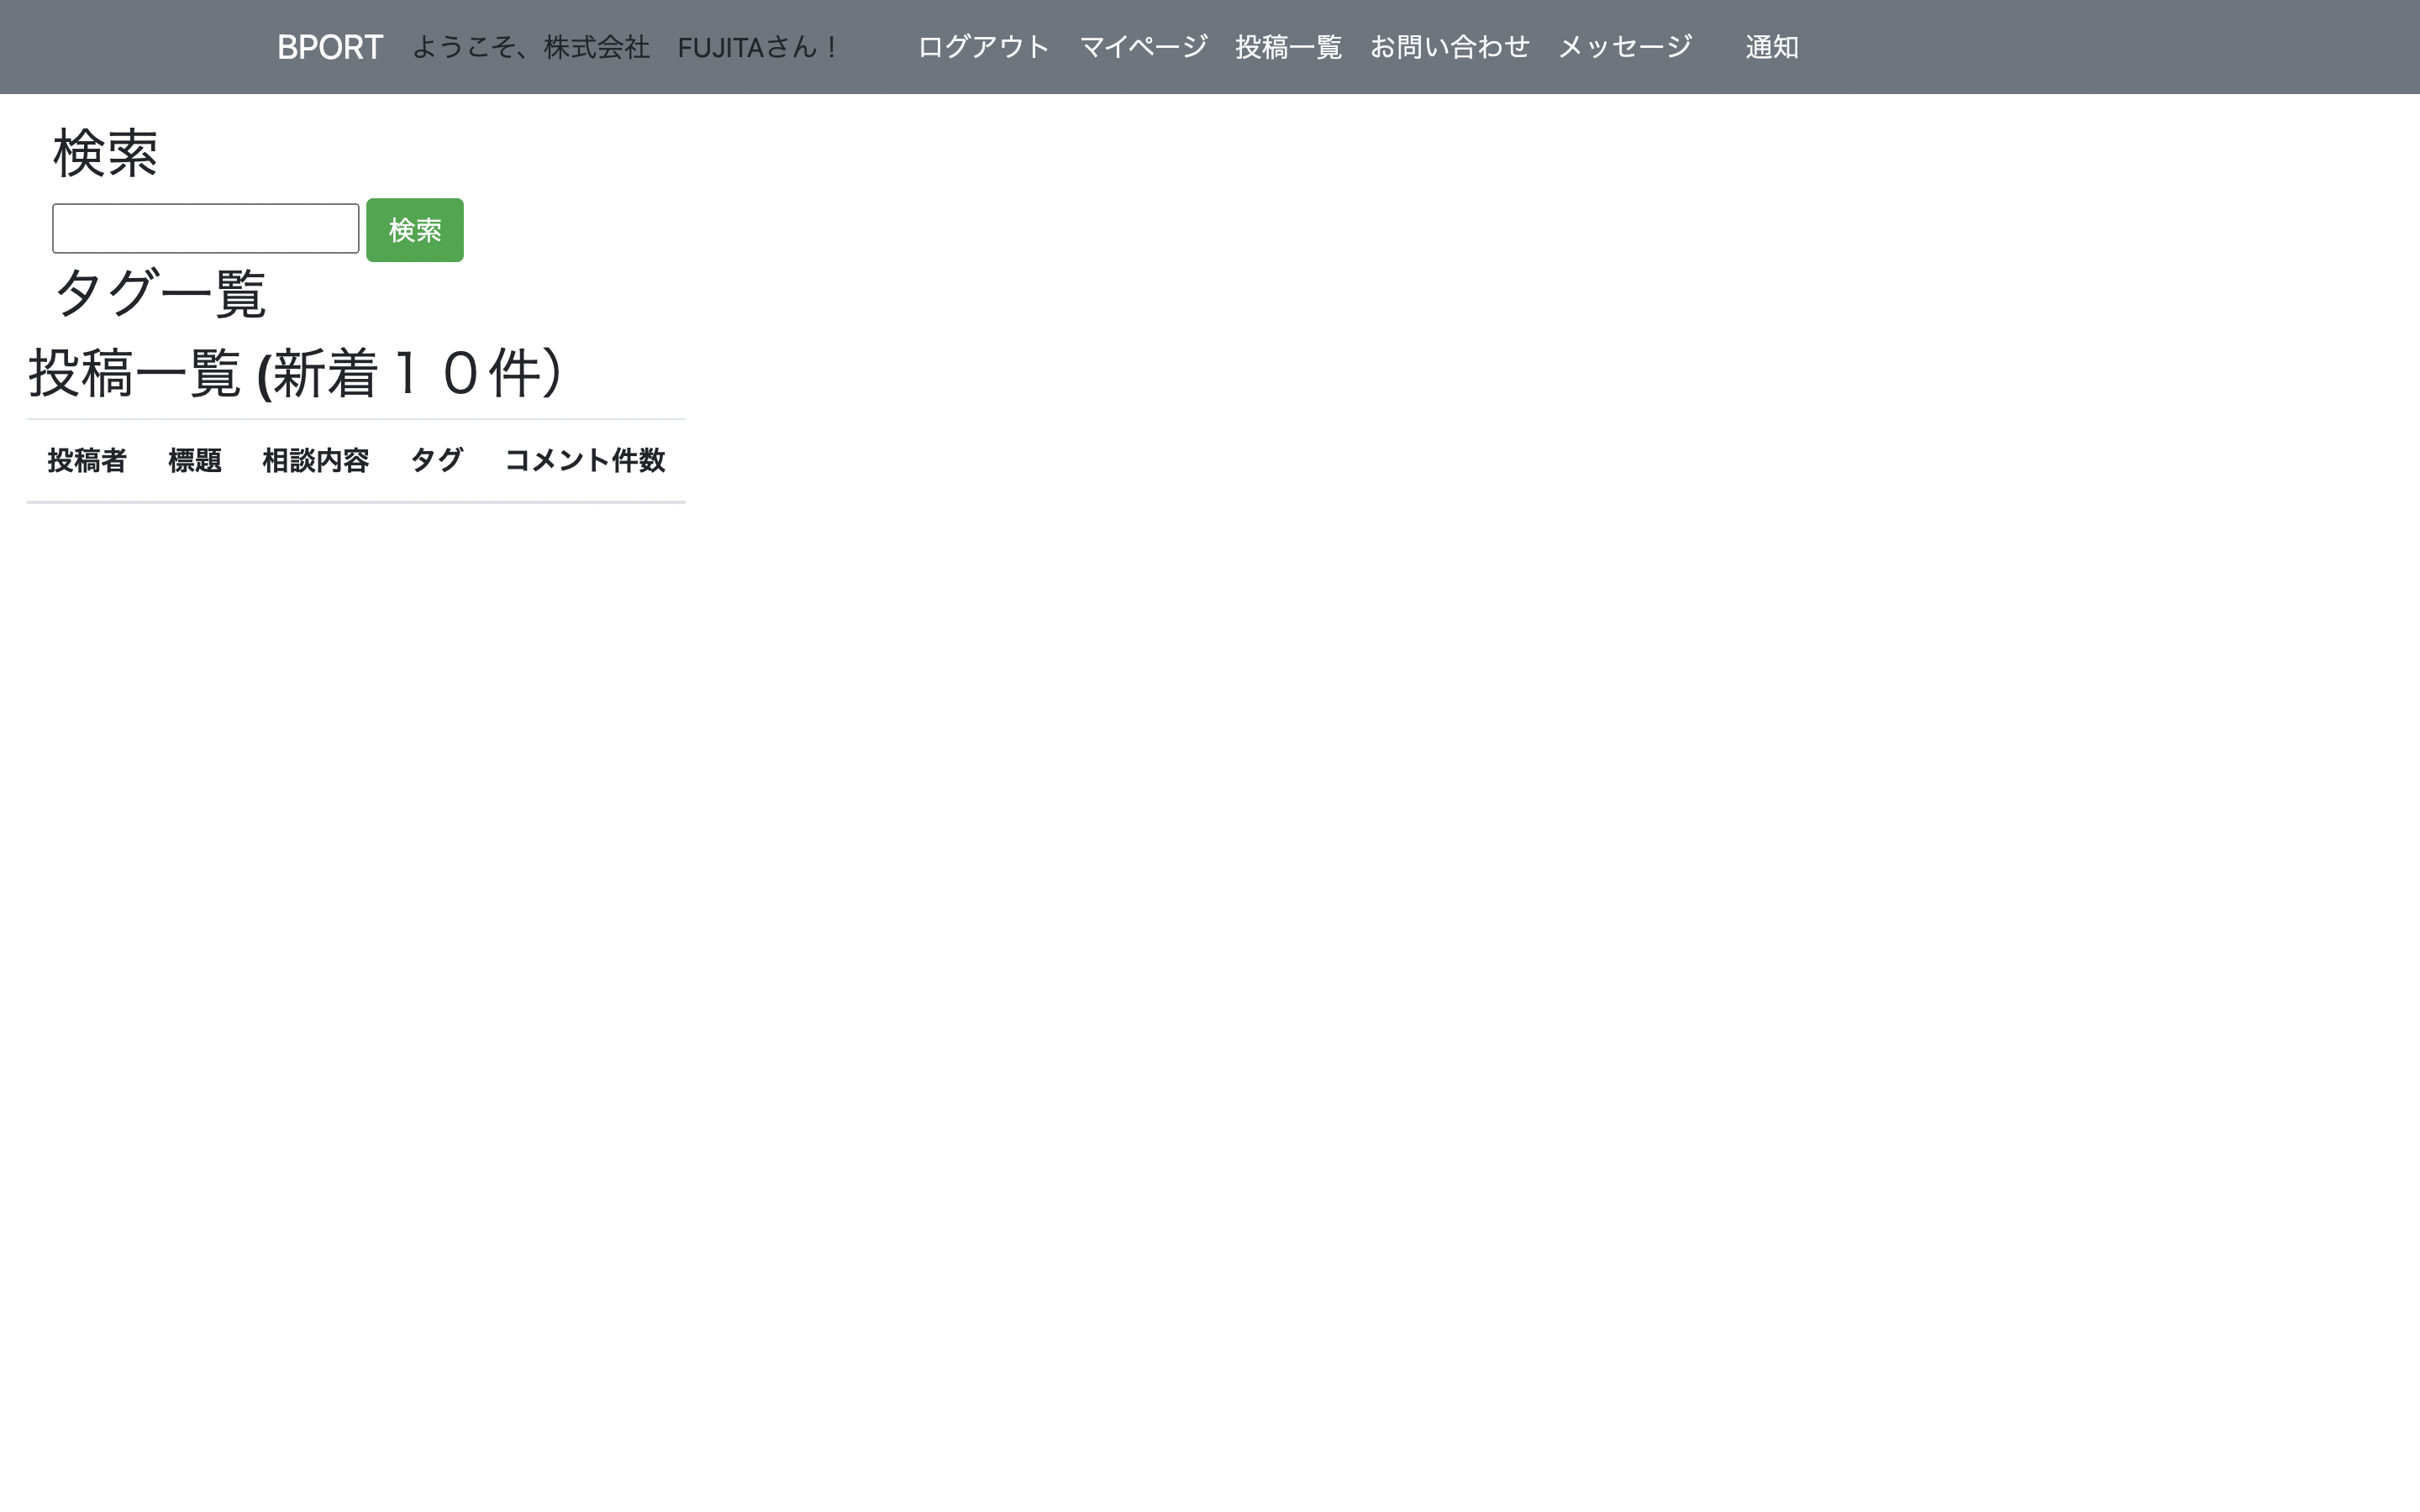 BPORT ようこそ、株式会社　FUJITAさん！ ログアウト マイページ 投稿一覧 お問い合わせ メッセージ 通知
検索
検索
タグ一覧
投稿一覧 (新着１０件）
投稿者 標題 相談内容 タグ コメント件数